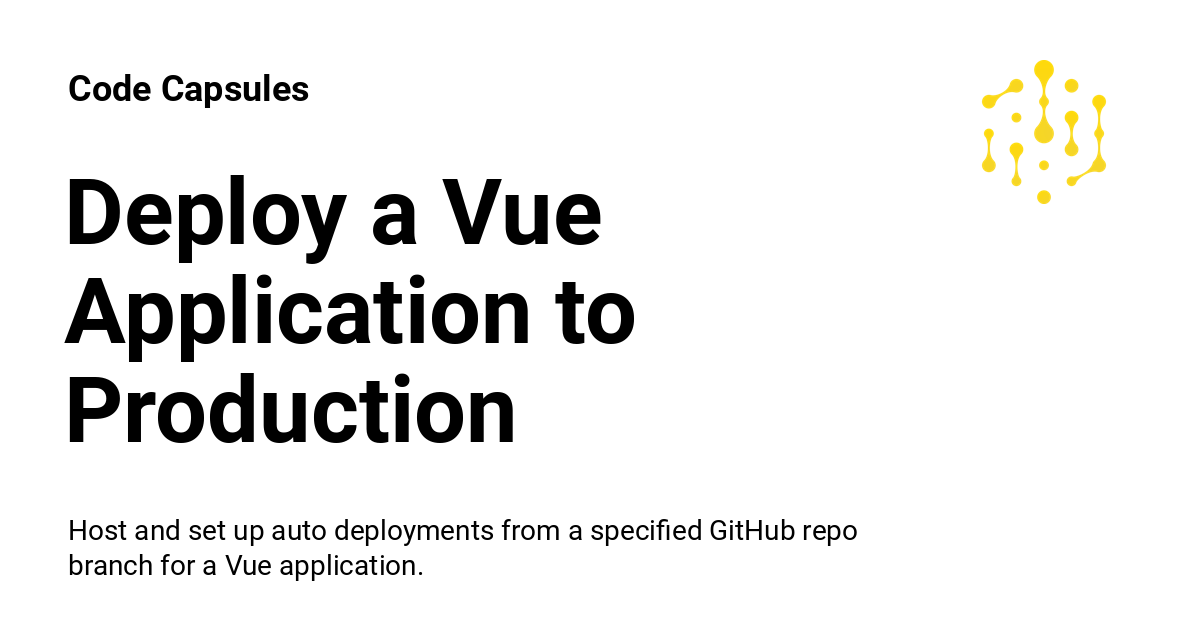 Code Capsules
Deploy a Vue
Application to
Production
Host and set up auto deployments from a specified GitHub repo
branch for a Vue application.